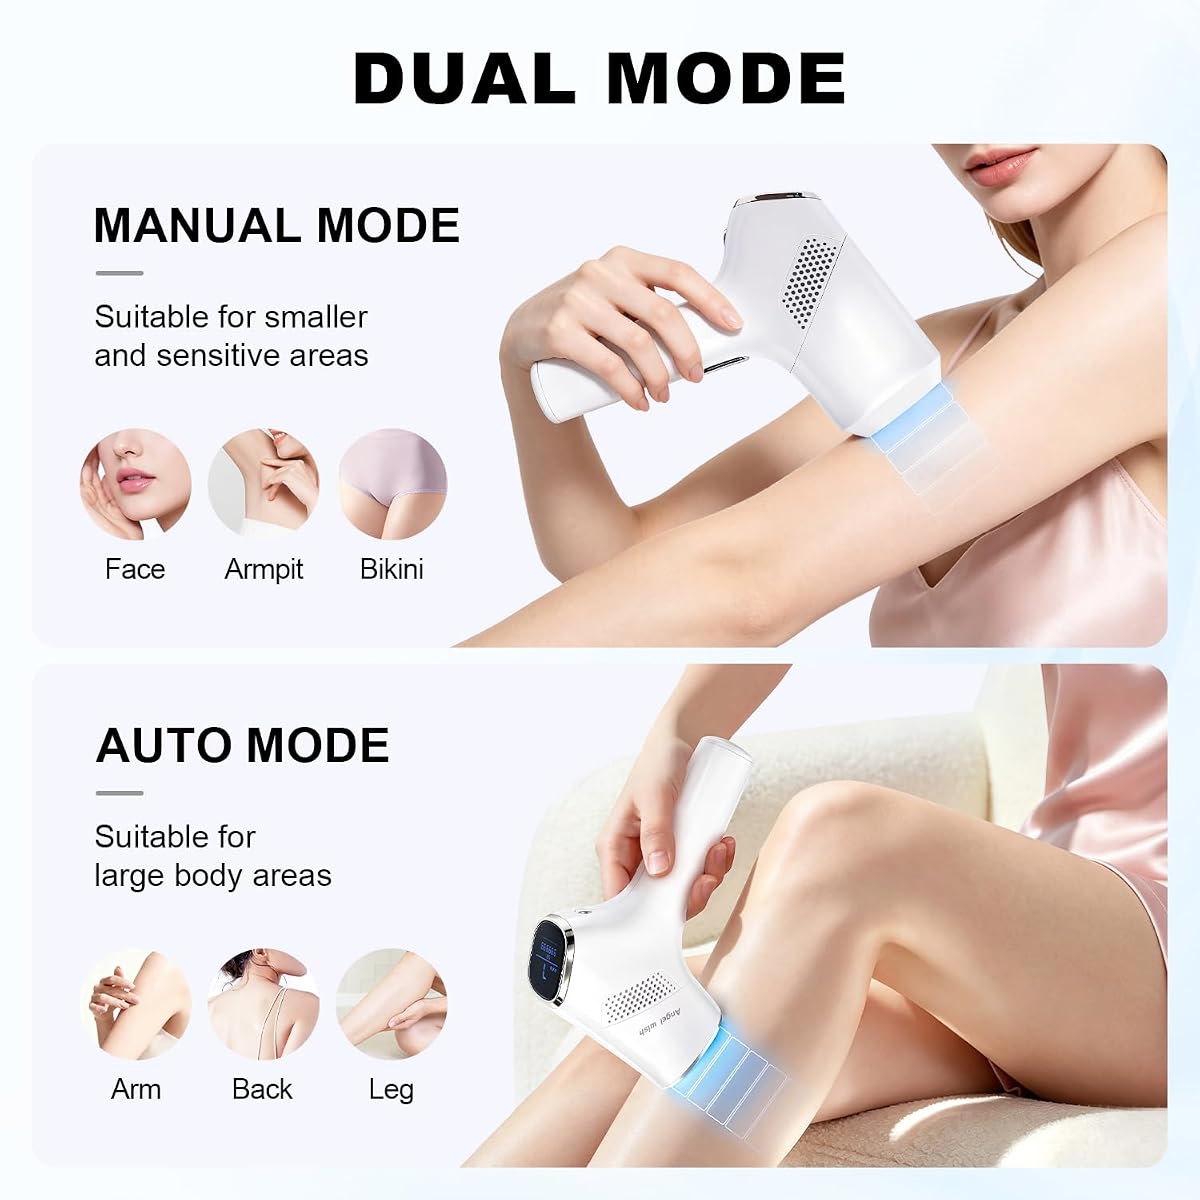 DUAL MODE
MANUAL MODE
Suitable for smaller
and sensitive areas
Face
Armpit
Bikini
AUTO MODE
Suitable for
large body areas
Angel wish
Arm
Back
Leg